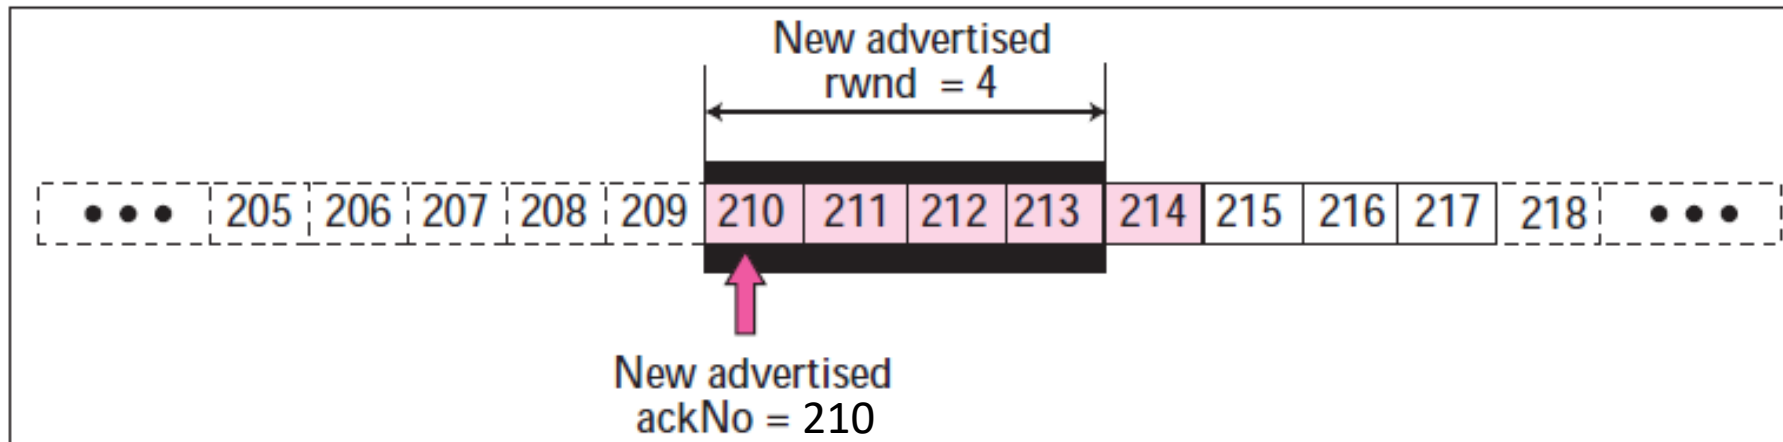 New advertised
rwnd = 4
• • • 205 206 207 208 209 210 211 212 213 214 215 216 217 218 • • •
New advertised
ackNo = 210